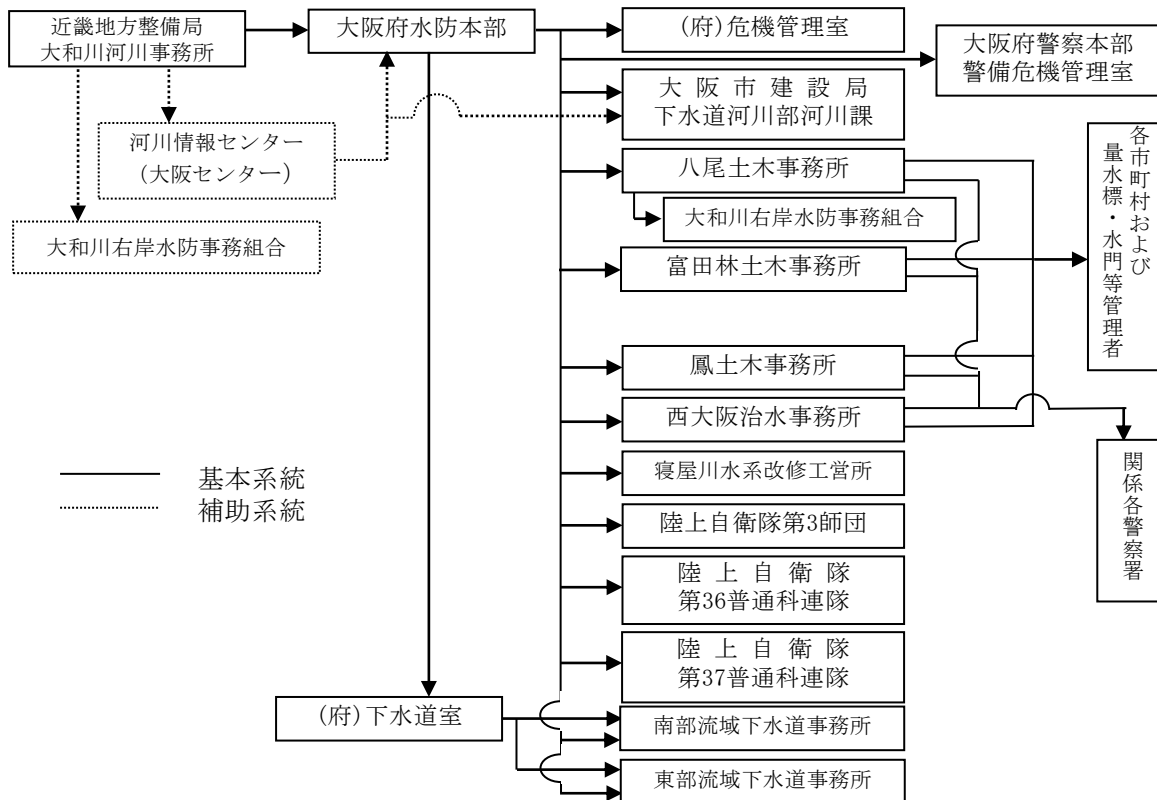 近畿地方整備局
大和川河川事務所
大阪府水防本部
(府)危機管理室
大阪府警察本部
警備危機管理室
大阪市建設局
下水道河川部河川課
河川情報センター
(大阪センター)
大和川右岸水防事務組合
八尾土木事務所
大和川右岸水防事務組合
富田林土木事務所
各市町村および
量水標・水門等管理者
鳳土木事務所
西大阪治水事務所
寝屋川水系改修工営所
陸上自衛隊第3師団
陸上自衛隊
第36普通科連隊
陸上自衛隊
第37普通科連隊
関係各警察署
基本系統
補助系統
(府)下水道室
南部流域下水道事務所
東部流域下水道事務所